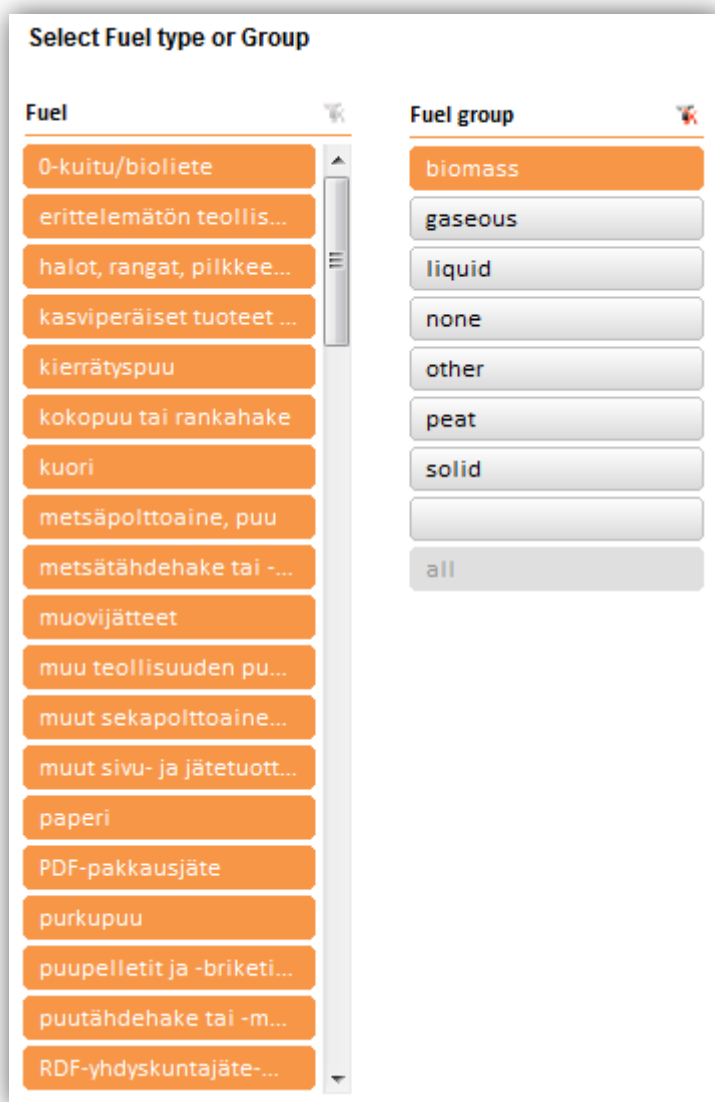 Select Fuel type or Group
Fuel
0-kuitu/bioliete
erittelemätön teollis...
halot, rangat, pilkkee...
kasviperäiset tuoteet ...
kierrätyspuu
kokopuu tai rankahake
kuori
metsäpolttoaine, puu
metsätähdehake tai -...
muovijätteet
muu teollisuuden pu...
muut sekapolttoaine...
muut sivu- ja jätetuott...
paperi
PDF-pakkausjäte
purkupuu
puupelletit ja -briketi...
puutähdehake tai -m...
RDF-yhdyskuntajäte-...
Fuel group
biomass
gaseous
liquid
none
other
peat
solid
all